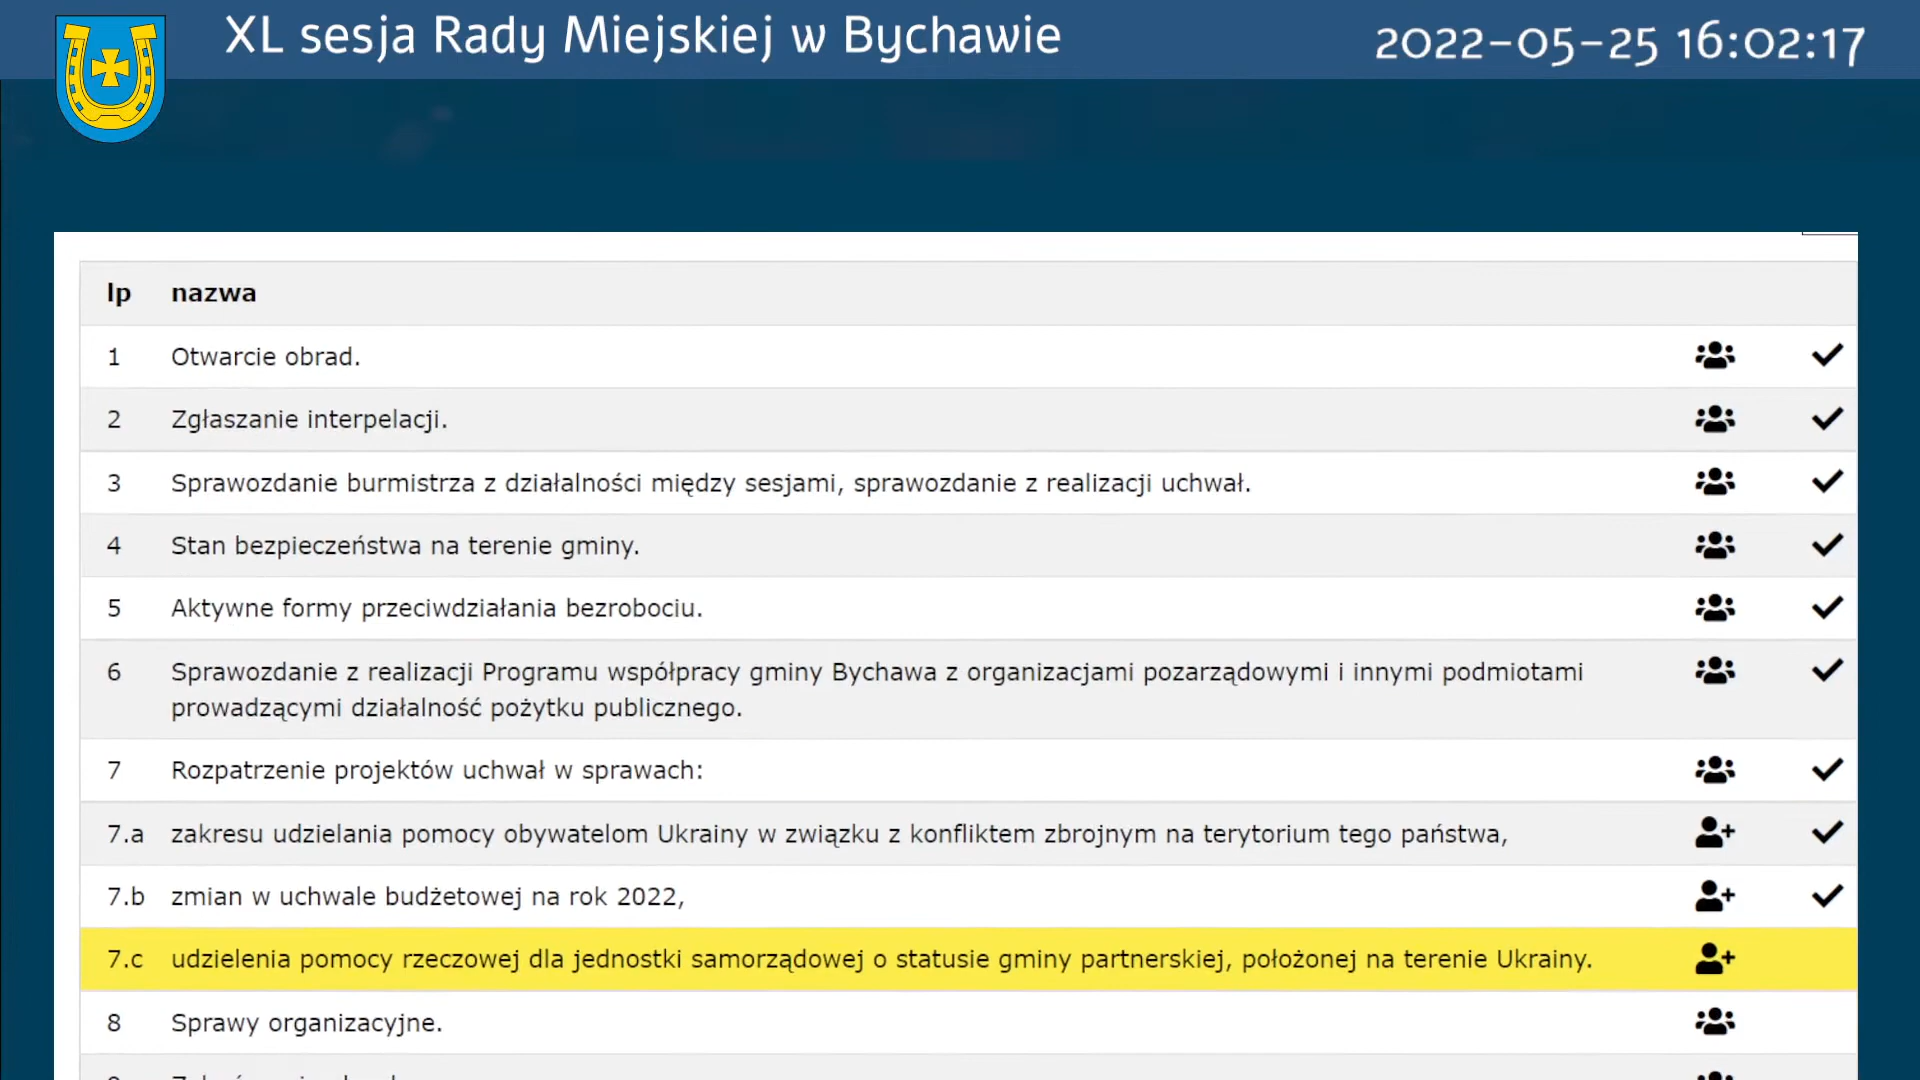 XL sesja Rady Miejskiej w Bychawie
2022-05-25 16:02:17
lp nazwa
1 Otwarcie obrad.
2 Zgłaszanie interpelacji.
3 Sprawozdanie burmistrza z działalności między sesjami, sprawozdanie z realizacji uchwał.
4 Stan bezpieczeństwa na terenie gminy.
5 Aktywne formy przeciwdziałania bezrobociu.
6 Sprawozdanie z realizacji Programu współpracy gminy Bychawa z organizacjami pozarządowymi i innymi podmiotami
prowadzącymi działalność pożytku publicznego.
7 Rozpatrzenie projektów uchwał w sprawach:
7.a zakresu udzielania pomocy obywatelom Ukrainy w związku z konfliktem zbrojnym na terytorium tego państwa,
7.b zmian w uchwale budżetowej na rok 2022,
7.c udzielenia pomocy rzeczowej dla jednostki samorządowej o statusie gminy partnerskiej, położonej na terenie Ukrainy.
8 Sprawy organizacyjne.